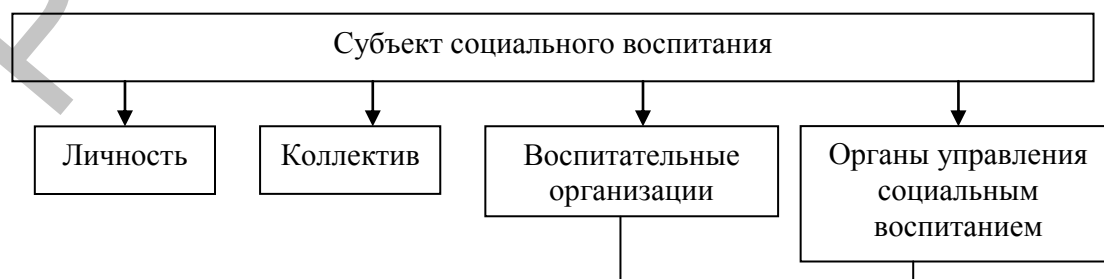 Субъект социального воспитания
Личность
Коллектив
Воспитательные
организации
Органы управления
социальным
воспитанием